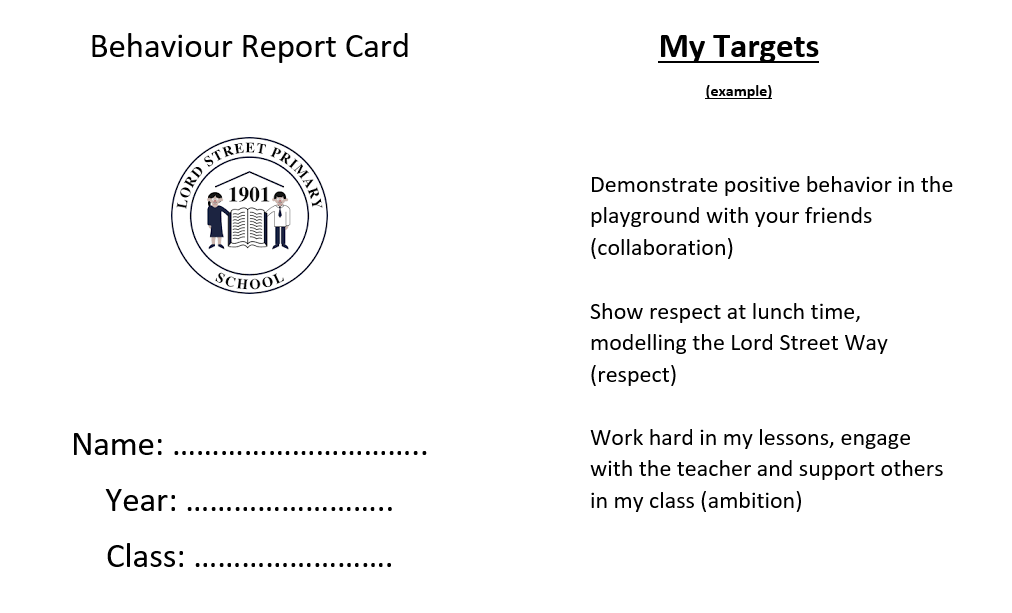 Behaviour Report Card
LORD STREET PRIMARY
1901
SCHOOL
Name: …………………………..
Year: ……………………..
Class: …………………….
My Targets
(example)
Demonstrate positive behavior in the
playground with your friends
(collaboration)
Show respect at lunch time,
modelling the Lord Street Way
(respect)
Work hard in my lessons, engage
with the teacher and support others
in my class (ambition)